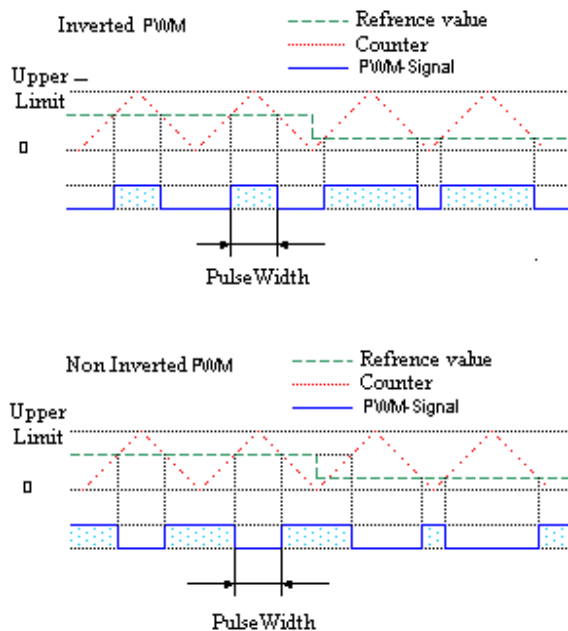 Inverted PWM
Refrence value
Counter
PWM-Signal
Upper
Limit
0
PulseWidth
Non Inverted PWM
Refrence value
Counter
PWM-Signal
Upper
Limit
0
PulseWidth